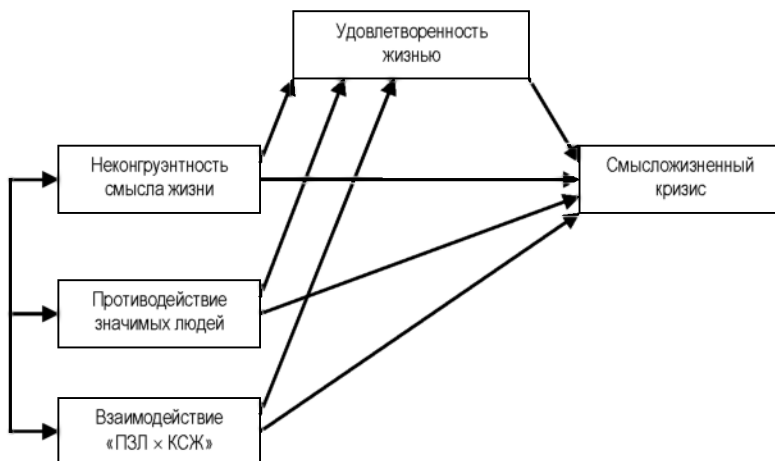 Удовлетворенность
жизнью
Неконгруэнтность
смысла жизни
Смысложизненный
кризис
Противодействие
значимых людей
Взаимодействие
«ПЗЛ × КСЖ»